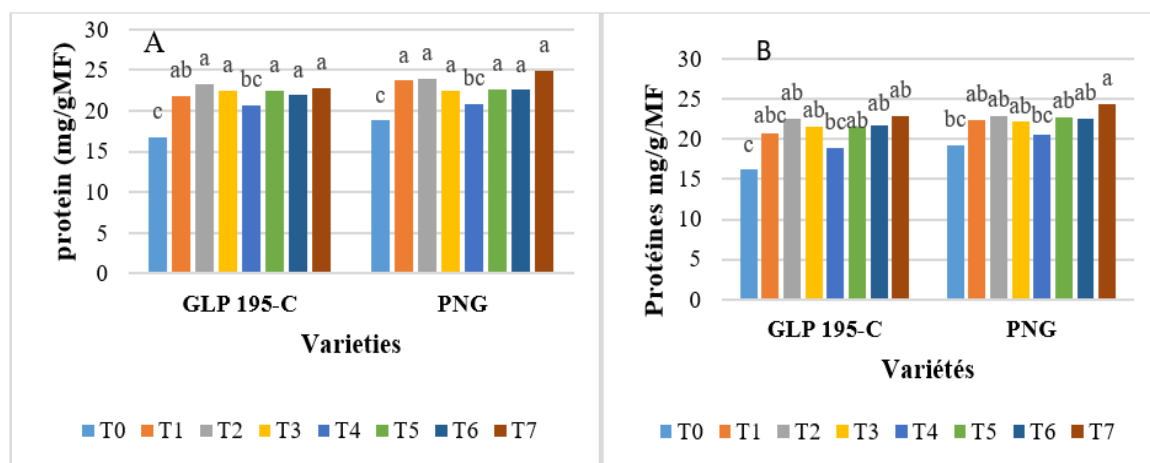 A
protein (mg/gMF)
30
25
20
15
10
5
0
c ab a a bc a a a
c a a a bc a a a
GLP 195-C PNG
Varieties
T0 T1 T2 T3 T4 T5 T6 T7
B
Protéines mg/g/MF
30
25
20
15
10
5
0
c abc ab ab bc ab ab ab
bc ab ab ab bc ab ab a
GLP 195-C PNG
Variétés
T0 T1 T2 T3 T4 T5 T6 T7